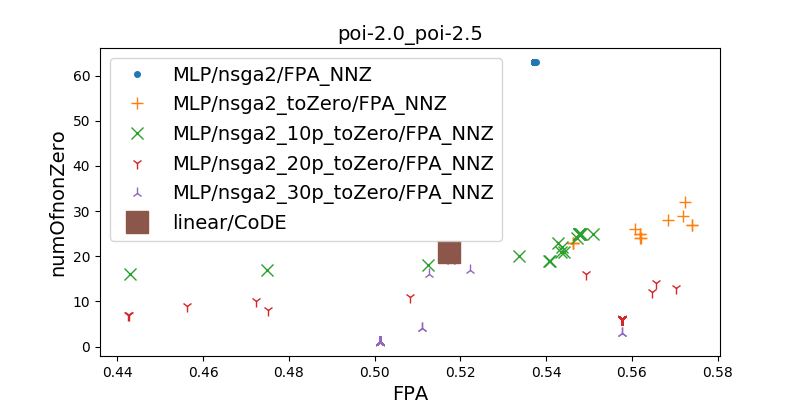 poi-2.0_poi-2.5
MLP/nsga2/FPA_NNZ
MLP/nsga2_toZero/FPA_NNZ
MLP/nsga2_10p_toZero/FPA_NNZ
MLP/nsga2_20p_toZero/FPA_NNZ
MLP/nsga2_30p_toZero/FPA_NNZ
linear/CoDE
numOfnonZero
60
50
40
30
20
10
0
0.44 0.46 0.48 0.50 0.52 0.54 0.56 0.58
FPA